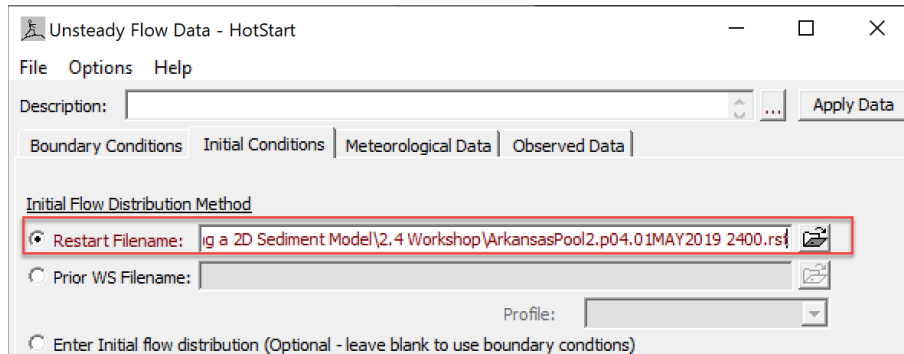 Unsteady Flow Data - HotStart
File Options Help
Description: ... Apply Data
Boundary Conditions Initial Conditions Meteorological Data Observed Data
Initial Flow Distribution Method
Restart Filename: g a 2D Sediment Model\2.4 Workshop\ArkansasPool2.p04.01MAY2019 2400.rst
Prior WS Filename:
Profile:
Enter Initial flow distribution (Optional - leave blank to use boundary condtions)